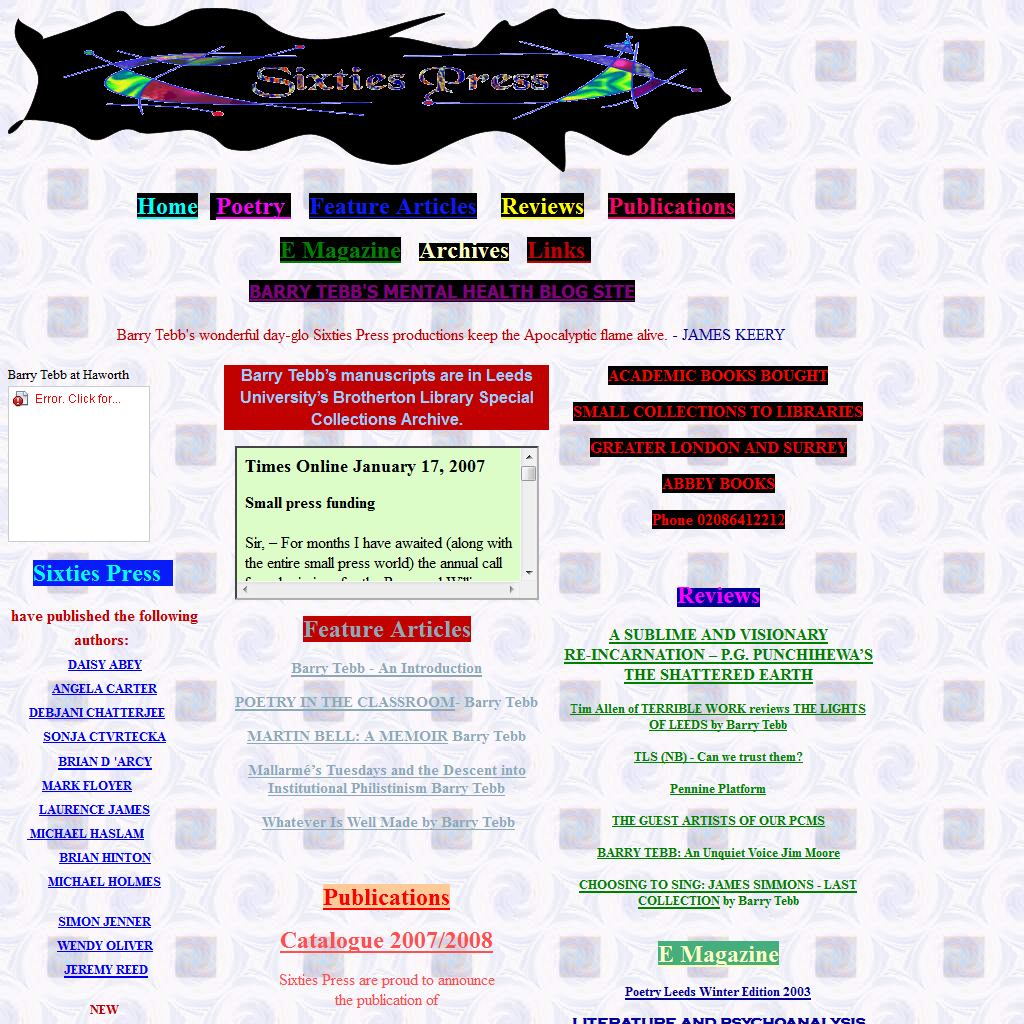 Sixties Press
Home Poetry Feature Articles Reviews Publications
E Magazine Archives Links
BARRY TEBB'S MENTAL HEALTH BLOG SITE
Barry Tebb's wonderful day-glo Sixties Press productions keep the Apocalyptic flame alive. - JAMES KEERY
Barry Tebb at Haworth
Error. Click for...
Sixties Press
have published the following
authors:
DAISY ABEY
ANGELA CARTER
DEBJANI CHATTERJEE
SONJA CTVRTECKA
BRIAN D 'ARCY
MARK FLOYER
LAURENCE JAMES
MICHAEL HASLAM
BRIAN HINTON
MICHAEL HOLMES
SIMON JENNER
WENDY OLIVER
JEREMY REED
NEW
Barry Tebb’s manuscripts are in Leeds
University’s Brotherton Library Special
Collections Archive.
Times Online January 17, 2007
Small press funding
Sir, – For months I have awaited (along with
the entire small press world) the annual call
Feature Articles
Barry Tebb - An Introduction
POETRY IN THE CLASSROOM- Barry Tebb
MARTIN BELL: A MEMOIR Barry Tebb
Mallarmé’s Tuesdays and the Descent into
Institutional Philistinism Barry Tebb
Whatever Is Well Made by Barry Tebb
Publications
Catalogue 2007/2008
Sixties Press are proud to announce
the publication of
ACADEMIC BOOKS BOUGHT
SMALL COLLECTIONS TO LIBRARIES
GREATER LONDON AND SURREY
ABBEY BOOKS
Phone 02086412212
Reviews
A SUBLIME AND VISIONARY
RE-INCARNATION – P.G. PUNCHIHEWA’S
THE SHATTERED EARTH
Tim Allen of TERRIBLE WORK reviews THE LIGHTS
OF LEEDS by Barry Tebb
TLS (NB) - Can we trust them?
Pennine Platform
THE GUEST ARTISTS OF OUR PCMS
BARRY TEBB: An Unquiet Voice Jim Moore
CHOOSING TO SING: JAMES SIMMONS - LAST
COLLECTION by Barry Tebb
E Magazine
Poetry Leeds Winter Edition 2003
LITERATURE AND PSYCHOANALYSIS